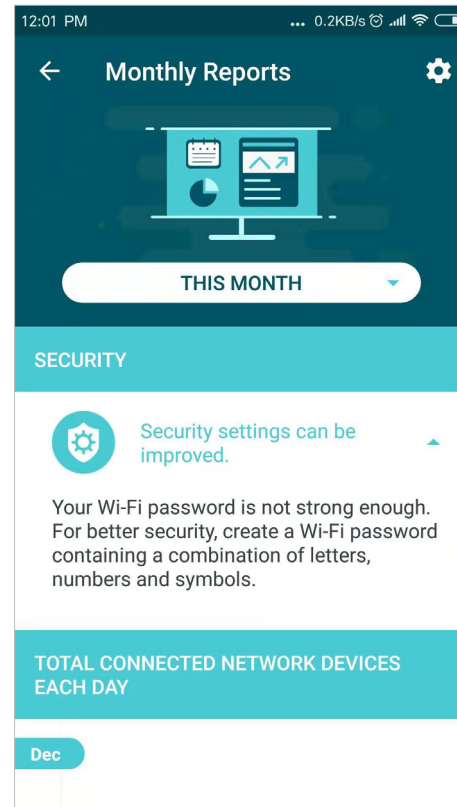 12:01 PM ... 0.2KB/s
Monthly Reports
THIS MONTH
SECURITY
Security settings can be
improved.
Your Wi-Fi password is not strong enough.
For better security, create a Wi-Fi password
containing a combination of letters,
numbers and symbols.
TOTAL CONNECTED NETWORK DEVICES
EACH DAY
Dec